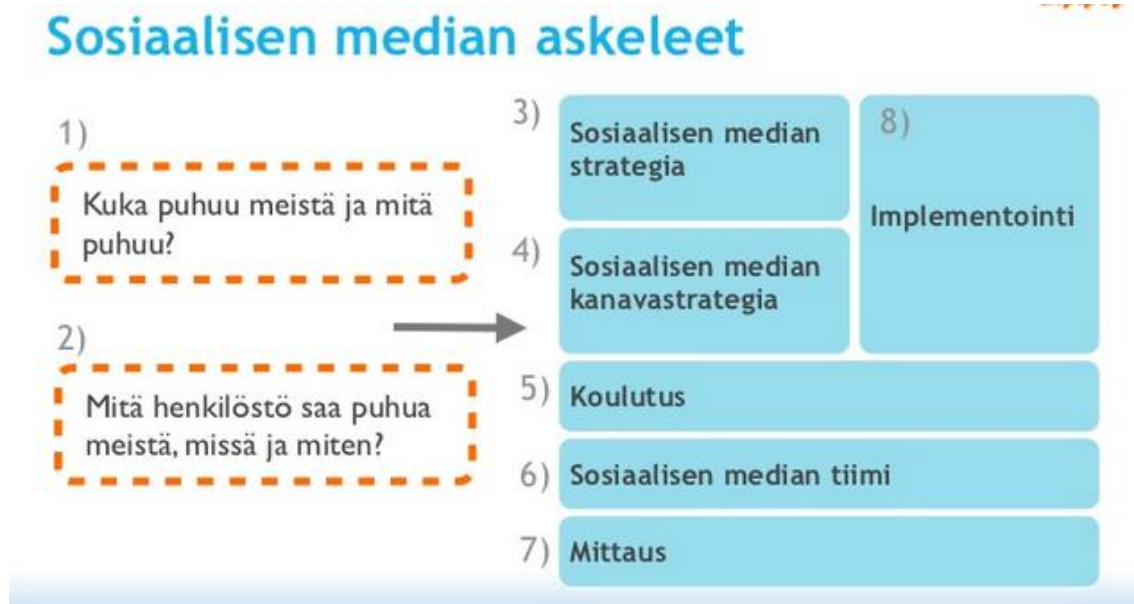 Sosiaalisen median askeleet
1)
Kuka puhuu meistä ja mitä
puhuu?
2)
Mitä henkilöstö saa puhua
meistä, missä ja miten?
3)
Sosiaalisen median
strategia
4)
Sosiaalisen median
kanavastrategia
8)
Implementointi
5)
Koulutus
6)
Sosiaalisen median tiimi
7)
Mittaus